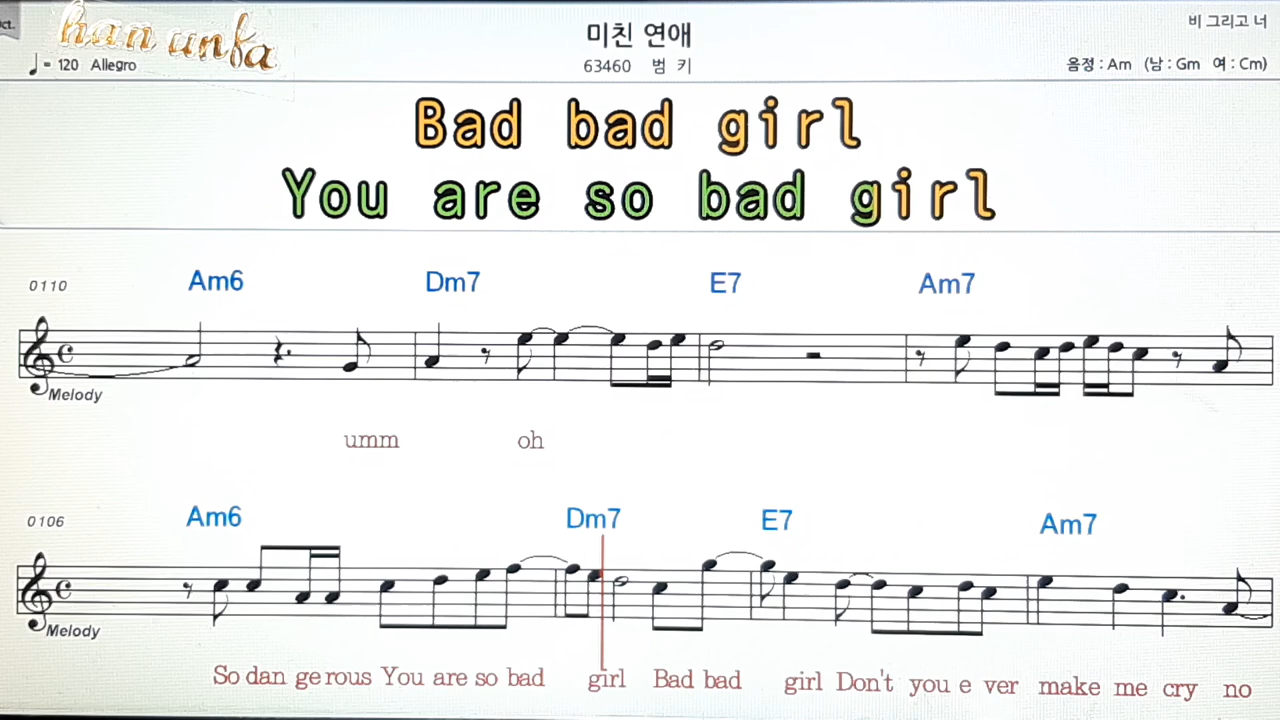 ct.
han unfa
미친 연애
비 그리고 너
♩= 120 Allegro
63460 범 키
음정 : Am (남 : Gm 여 : Cm)
Bad bad girl
You are so bad girl
Am6 Dm7 E7 Am7
0110
Melody
umm oh
Am6 Dm7 E7 Am7
0106
Melody
So dan ge rous You are so bad girl Bad bad girl Don't you e ver make me cry no